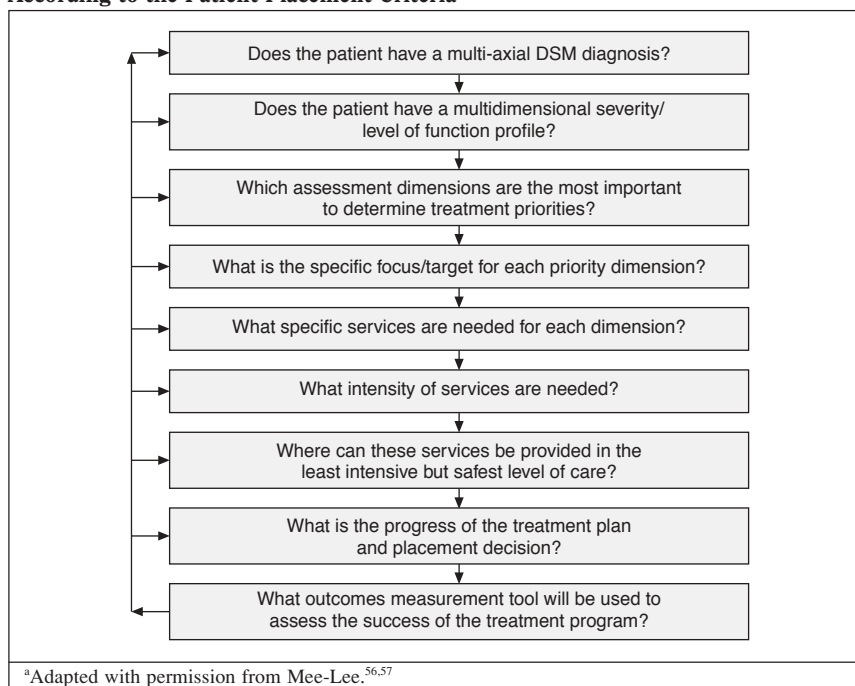 According to the Patient Placement Criteria
Does the patient have a multi-axial DSM diagnosis?
Does the patient have a multidimensional severity/
level of function profile?
Which assessment dimensions are the most important
to determine treatment priorities?
What is the specific focus/target for each priority dimension?
What specific services are needed for each dimension?
What intensity of services are needed?
Where can these services be provided in the
least intensive but safest level of care?
What is the progress of the treatment plan
and placement decision?
What outcomes measurement tool will be used to
assess the success of the treatment program?
aAdapted with permission from Mee-Lee.56,57